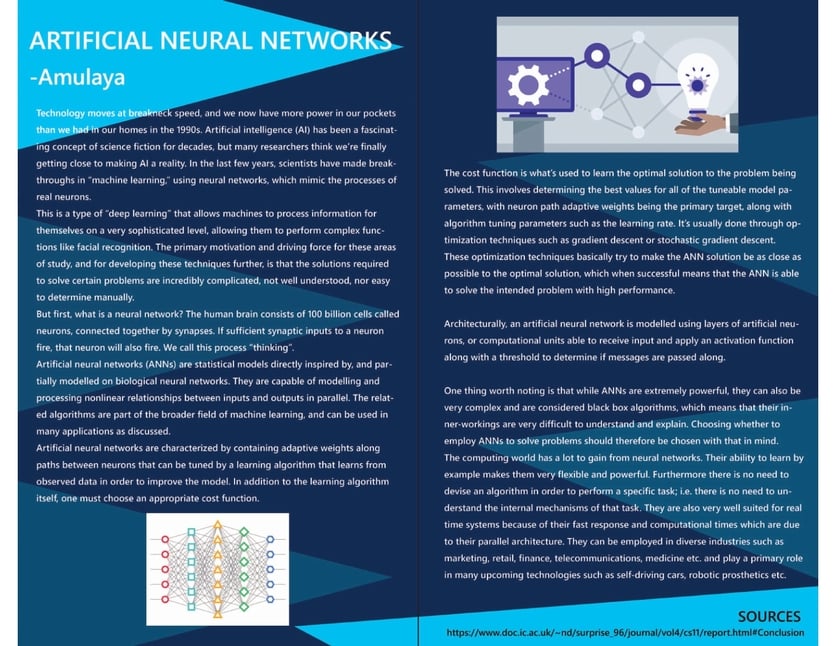 ARTIFICIAL NEURAL NETWORKS
-Amulaya
Technology moves at breakneck speed, and we now have more power in our pockets
than we had in our homes in the 1990s. Artificial intelligence (AI) has been a fascinat-
ing concept of science fiction for decades, but many researchers think we're finally
getting close to making AI a reality. In the last few years, scientists have made break-
throughs in "machine learning," using neural networks, which mimic the processes of
real neurons.
This is a type of "deep learning" that allows machines to process information for
themselves on a very sophisticated level, allowing them to perform complex func-
tions like facial recognition. The primary motivation and driving force for these areas
of study, and for developing these techniques further, is that the solutions required
to solve certain problems are incredibly complicated, not well understood, nor easy
to determine manually.
But first, what is a neural network? The human brain consists of 100 billion cells called
neurons, connected together by synapses. If sufficient synaptic inputs to a neuron
fire, that neuron will also fire. We call this process "thinking".
Artificial neural networks (ANNs) are statistical models directly inspired by, and par-
tially modelled on biological neural networks. They are capable of modelling and
processing nonlinear relationships between inputs and outputs in parallel. The relat-
ed algorithms are part of the broader field of machine learning, and can be used in
many applications as discussed.
Artificial neural networks are characterized by containing adaptive weights along
paths between neurons that can be tuned by a learning algorithm that learns from
observed data in order to improve the model. In addition to the learning algorithm
itself, one must choose an appropriate cost function.
The cost function is what's used to learn the optimal solution to the problem being
solved. This involves determining the best values for all of the tuneable model pa-
rameters, with neuron path adaptive weights being the primary target, along with
algorithm tuning parameters such as the learning rate. It's usually done through op-
timization techniques such as gradient descent or stochastic gradient descent.
These optimization techniques basically try to make the ANN solution be as close as
possible to the optimal solution, which when successful means that the ANN is able
to solve the intended problem with high performance.
Architecturally, an artificial neural network is modelled using layers of artificial neu-
rons, or computational units able to receive input and apply an activation function
along with a threshold to determine if messages are passed along.
One thing worth noting is that while ANNs are extremely powerful, they can also be
very complex and are considered black box algorithms, which means that their in-
ner-workings are very difficult to understand and explain. Choosing whether to
employ ANNs to solve problems should therefore be chosen with that in mind.
The computing world has a lot to gain from neural networks. Their ability to learn by
example makes them very flexible and powerful. Furthermore there is no need to
devise an algorithm in order to perform a specific task; i.e. there is no need to un-
derstand the internal mechanisms of that task. They are also very well suited for real
time systems because of their fast response and computational times which are due
to their parallel architecture. They can be employed in diverse industries such as
marketing, retail, finance, telecommunications, medicine etc. and play a primary role
in many upcoming technologies such as self-driving cars, robotic prosthetics etc.
SOURCES
https://www.doc.ic.ac.uk/~nd/surprise_96/journal/vol4/cs11/report.html#Conclusion